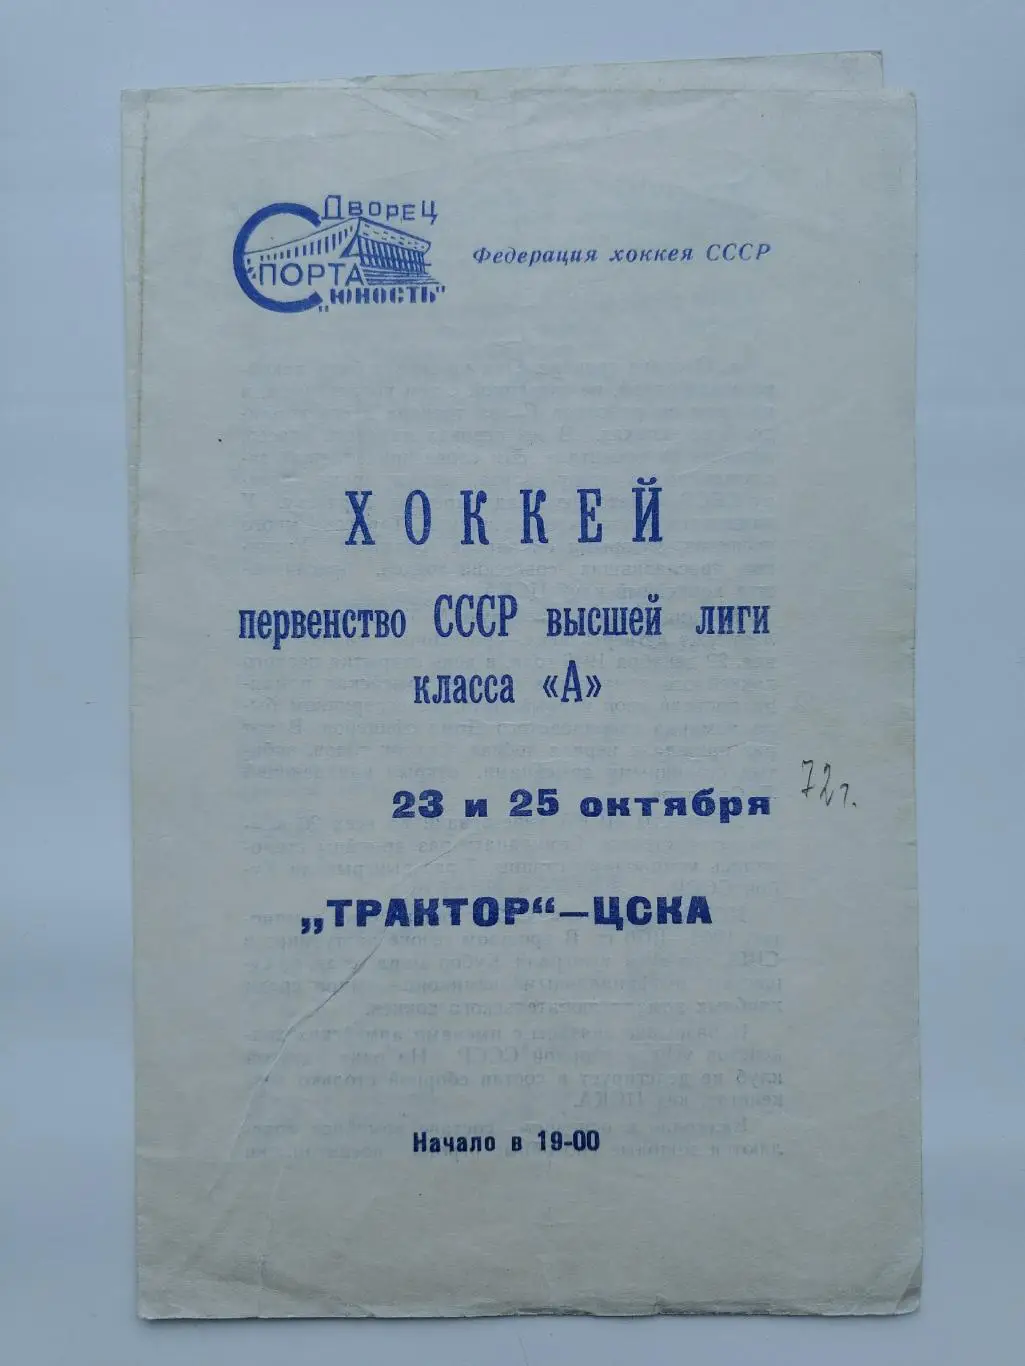 Дворец
Спорта
„Юность"
Федерация хоккея СССР
ХОККЕЙ
первенство СССР высшей лиги
класса «А»
23 и 25 октября
72 г.
„ТРАКТОР“–ЦСКА
Начало в 19-00